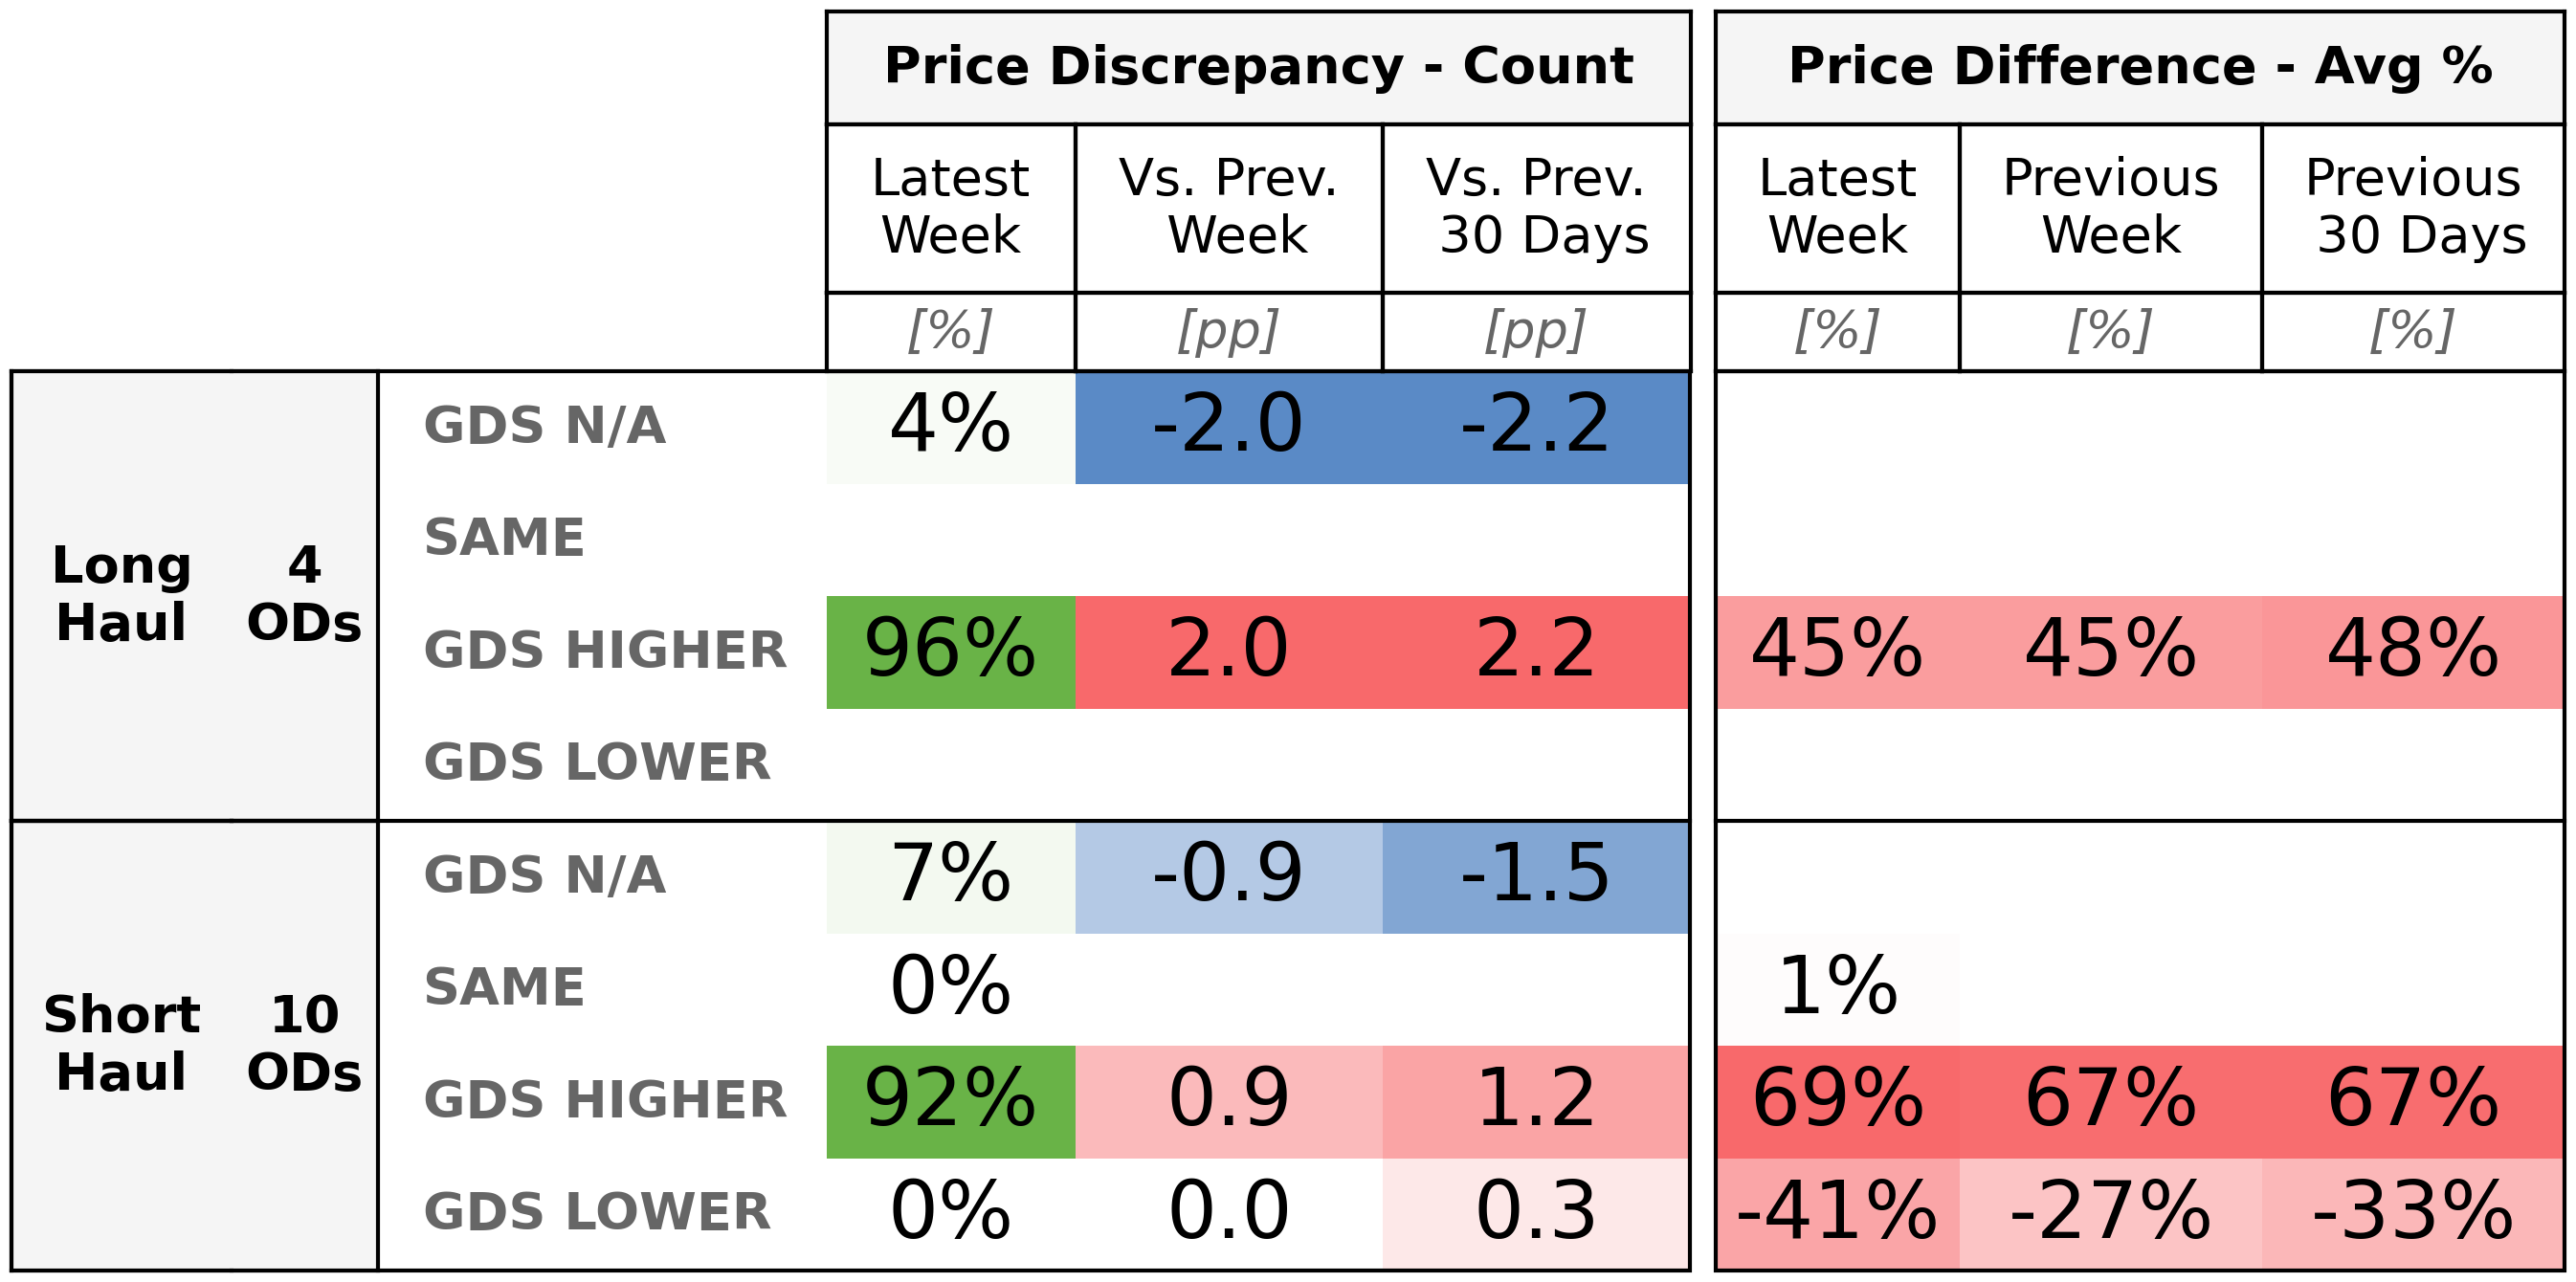 Price Discrepancy - Count Price Difference - Avg %
Latest Week Vs. Prev. Week Vs. Prev. 30 Days Latest Week Previous Week Previous 30 Days
[%] [pp] [pp] [%] [%] [%]
Long Haul 4 ODs
GDS N/A 4% -2.0 -2.2
SAME
GDS HIGHER 96% 2.0 2.2 45% 45% 48%
GDS LOWER
Short Haul 10 ODs
GDS N/A 7% -0.9 -1.5
SAME 0% 1%
GDS HIGHER 92% 0.9 1.2 69% 67% 67%
GDS LOWER 0% 0.0 0.3 -41% -27% -33%